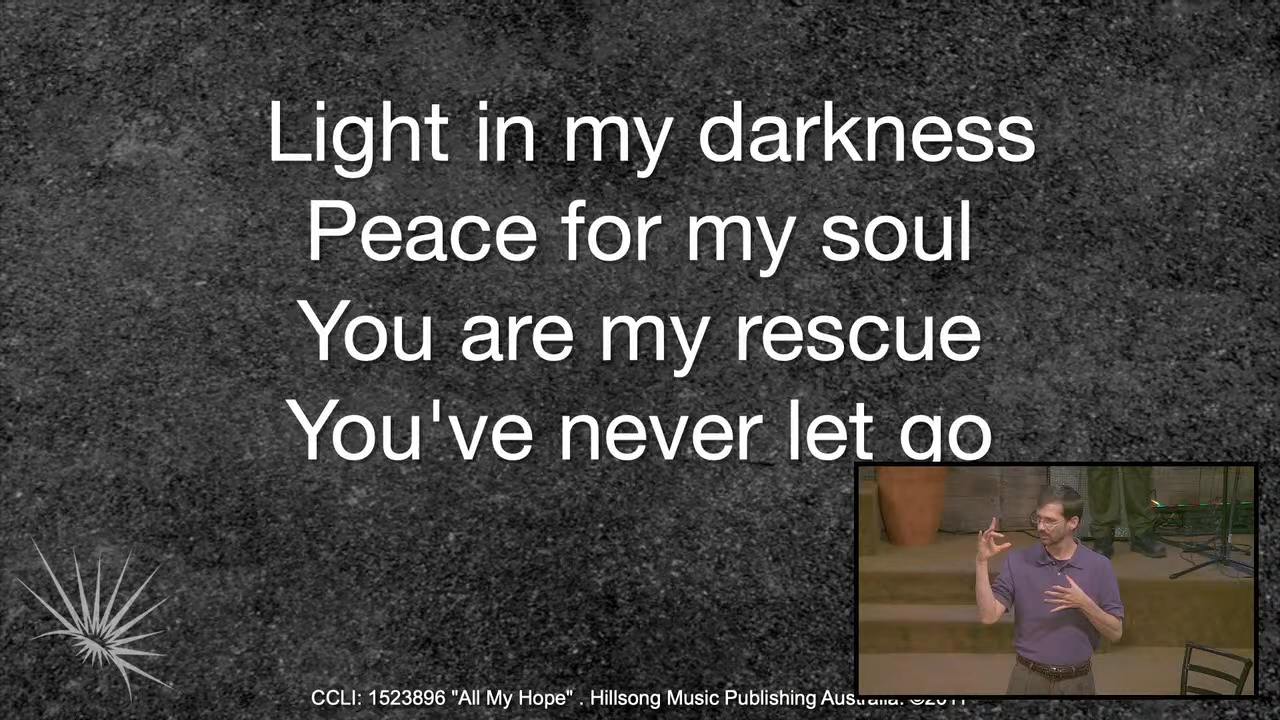 Light in my darkness
Peace for my soul
You are my rescue
You've never let go
CCLI: 1523896 "All My Hope" . Hillsong Music Publishing Australia. ©2011